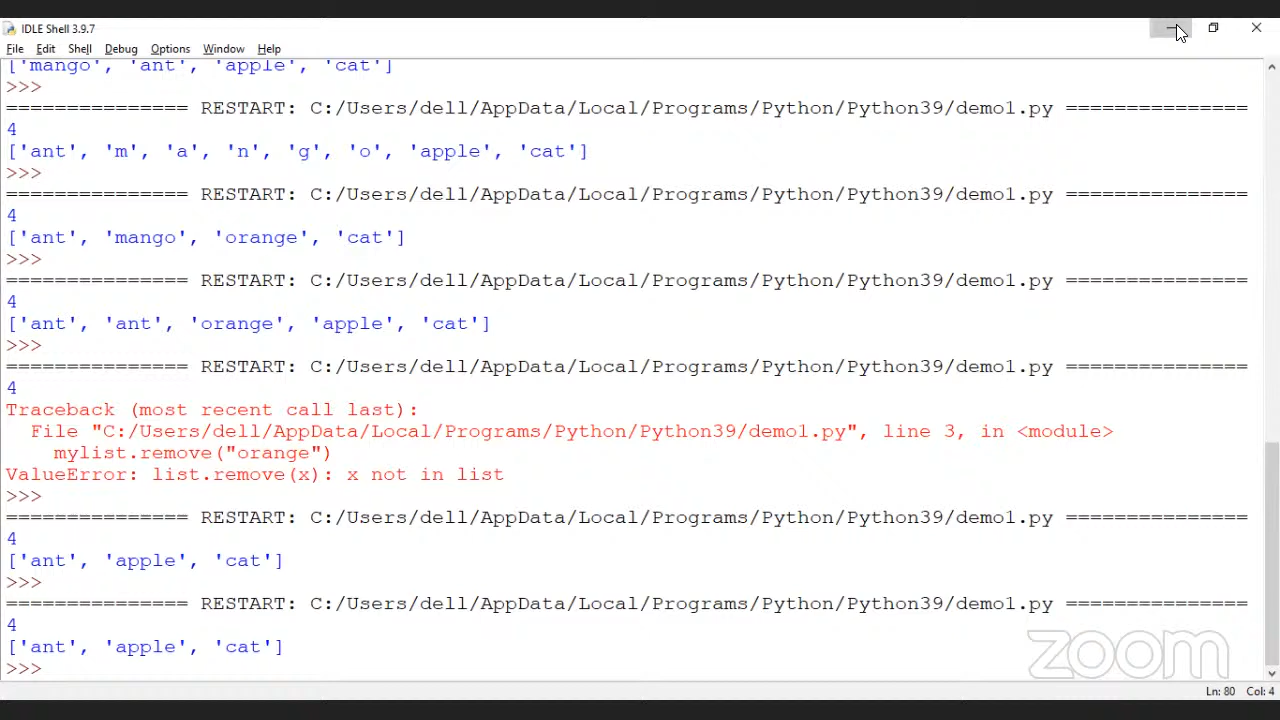 IDLE Shell 3.9.7
File Edit Shell Debug Options Window Help
['mango', 'ant', 'apple', 'cat']
>>>
=============== RESTART: C:/Users/dell/AppData/Local/Programs/Python/Python39/demo1.py ===============
4
['ant', 'm', 'a', 'n', 'g', 'o', 'apple', 'cat']
>>>
=============== RESTART: C:/Users/dell/AppData/Local/Programs/Python/Python39/demo1.py ===============
4
['ant', 'mango', 'orange', 'cat']
>>>
=============== RESTART: C:/Users/dell/AppData/Local/Programs/Python/Python39/demo1.py ===============
4
['ant', 'ant', 'orange', 'apple', 'cat']
>>>
=============== RESTART: C:/Users/dell/AppData/Local/Programs/Python/Python39/demo1.py ===============
4
Traceback (most recent call last):
  File "C:/Users/dell/AppData/Local/Programs/Python/Python39/demo1.py", line 3, in <module>
    mylist.remove("orange")
ValueError: list.remove(x): x not in list
>>>
=============== RESTART: C:/Users/dell/AppData/Local/Programs/Python/Python39/demo1.py ===============
4
['ant', 'apple', 'cat']
>>>
=============== RESTART: C:/Users/dell/AppData/Local/Programs/Python/Python39/demo1.py ===============
4
['ant', 'apple', 'cat']
>>>
zoom
Ln: 80 Col: 4